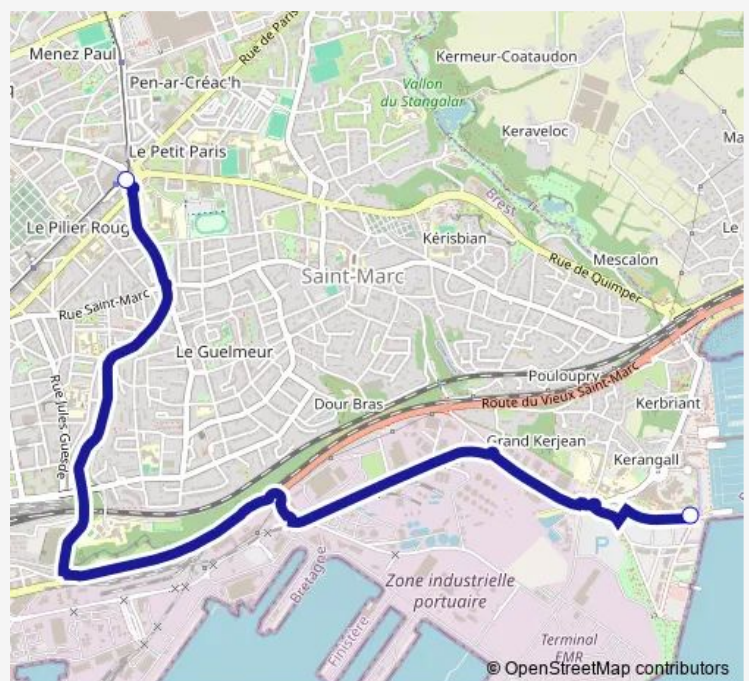 Menez Paul
Rue de Paris
Kermeur-Coataudon
Pen-ar-Créac'h
Vallon
du Stangalar
Keraveloc
Ma
Le Petit Paris
Brest
Le Pilier Roug
Kérisbian
Le
Mescalon
Rue de Quimper
Saint-Marc
Rue Saint-Marc
Le Guelmeur
Rue Jules Guesde
Pouloupry
Dour Bras
Route du Vieux Saint-Marc
Kerbriant
Grand Kerjean
Kerangall
Bretagne
P
Zone industrielle
portuaire
Finistère
Terminal
EMR
© OpenStreetMap contributors